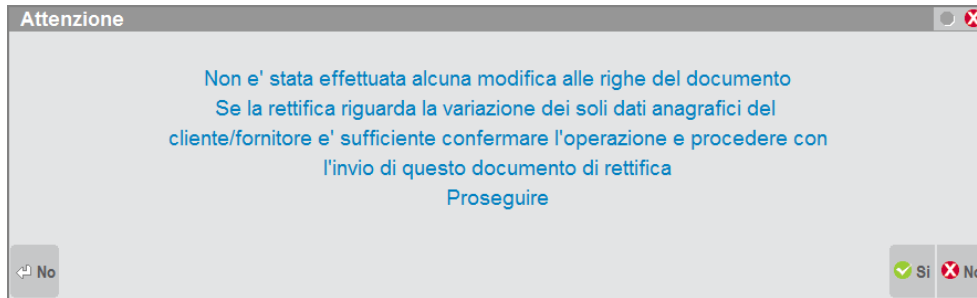 Attenzione
Non e' stata effettuata alcuna modifica alle righe del documento
Se la rettifica riguarda la variazione dei soli dati anagrafici del
cliente/fornitore e' sufficiente confermare l'operazione e procedere con
l'invio di questo documento di rettifica
Proseguire
No
Si
No